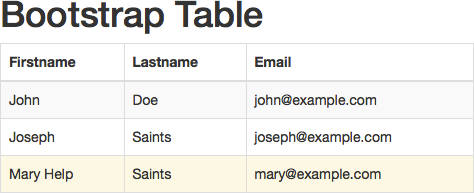 Bootstrap Table
Firstname Lastname Email
John Doe john@example.com
Joseph Saints joseph@example.com
Mary Help Saints mary@example.com